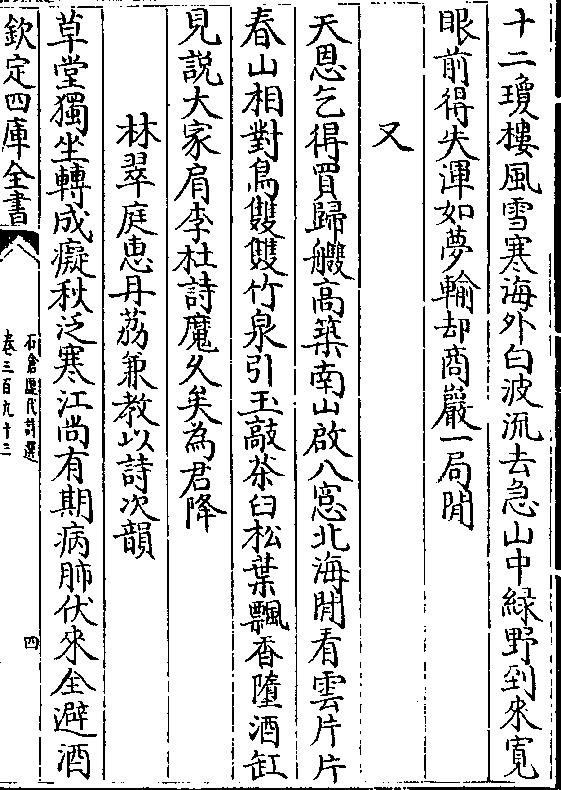 十二瓊樓風雪寒海外白波流去急山中緑野到來寛
眼前得失渾如夢輸却商巖一局閒
又
天恩乞得買歸艭髙築南山啟八窓北海閒看雲片片
春山相對鳥雙雙竹泉引玉敲茶臼松葉飄香墮酒缸
見説大家肩李杜詩魔久矣為君降
林翠庭惠丹荔兼教以詩次韻
草堂獨坐轉成癡秋泛寒江尚有期病肺伏來全避酒
欽定四庫全書
石倉歴代詩選
卷三百九十三
四